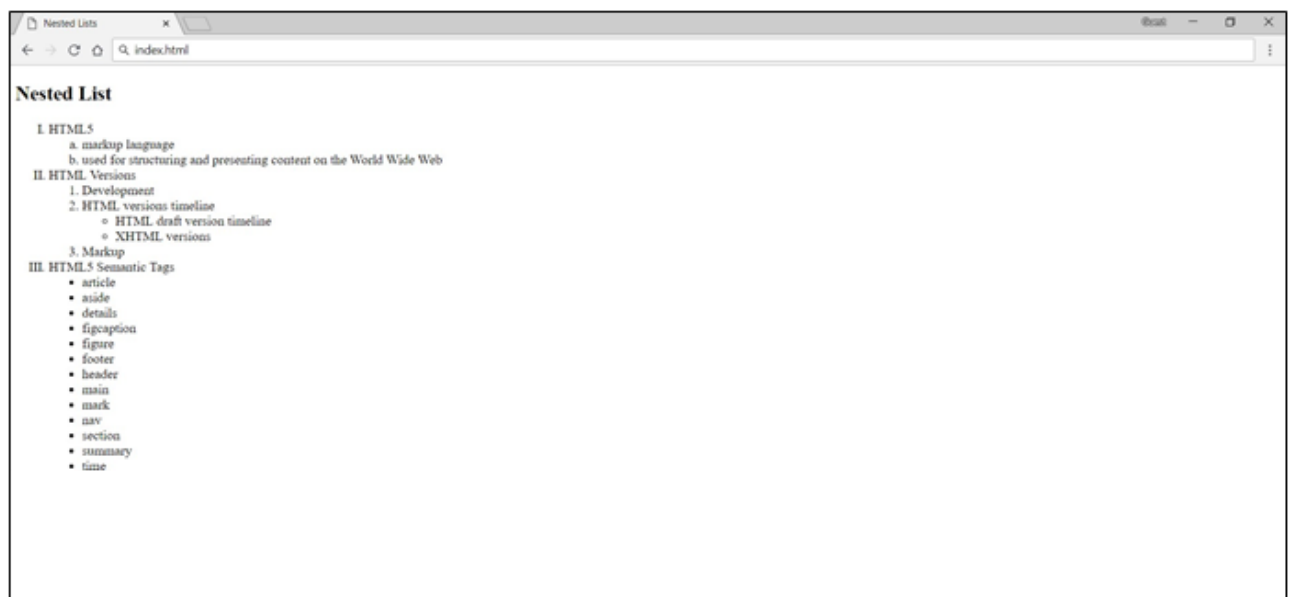 Nested Lists
index.html
Nested List
I. HTML5
a. markup language
b. used for structuring and presenting content on the World Wide Web
II. HTML Versions
1. Development
2. HTML versions timeline
HTML draft version timeline
XHTML versions
3. Markup
III. HTML5 Semantic Tags
article
aside
details
figcaption
figure
footer
header
main
mark
nav
section
summary
time